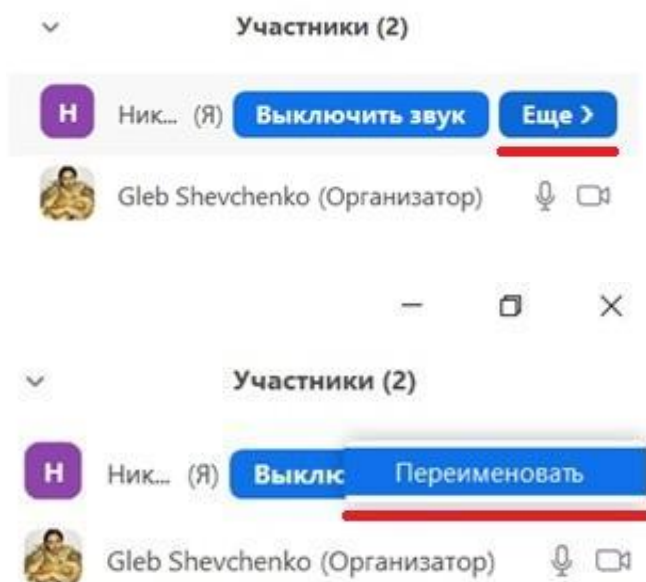 Участники (2)
Н Ник... (Я) Выключить звук Еще >
Gleb Shevchenko (Организатор)
Участники (2)
Н Ник... (Я) Выклю Переименовать
Gleb Shevchenko (Организатор)